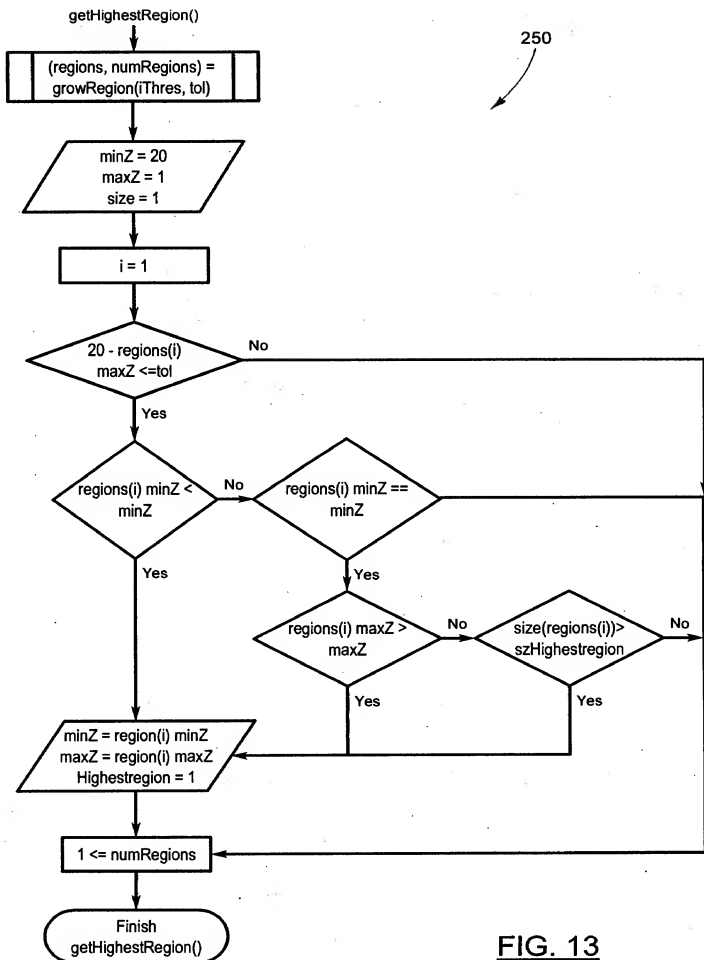 getHighestRegion()
250
(regions, numRegions) =
growRegion(iThres, tol)
minZ = 20
maxZ = 1
size = 1
i = 1
20 - regions(i)
maxZ <=tol
No
Yes
regions(i) minZ <
minZ
No
regions(i) minZ ==
minZ
Yes
Yes
regions(i) maxZ >
maxZ
No
size(regions(i))>
szHighestregion
No
Yes
Yes
minZ = region(i) minZ
maxZ = region(i) maxZ
Highestregion = 1
1 <= numRegions
Finish
getHighestRegion()
FIG. 13